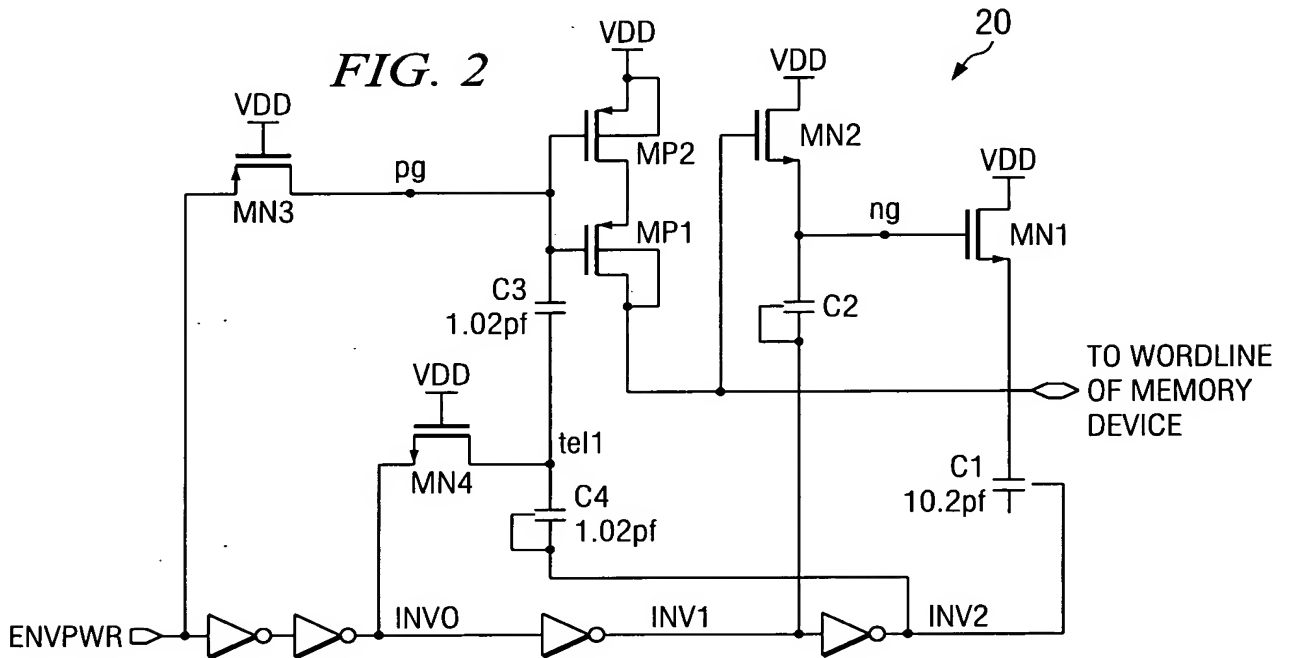 20
FIG. 2
VDD
VDD
VDD
VDD
MP2
MN2
pg
MN3
MP1
ng
MN1
C3
1.02pf
C2
VDD
TO WORDLINE
OF MEMORY
DEVICE
tel1
MN4
C4
1.02pf
C1
10.2pf
ENVPWR
INV0
INV1
INV2